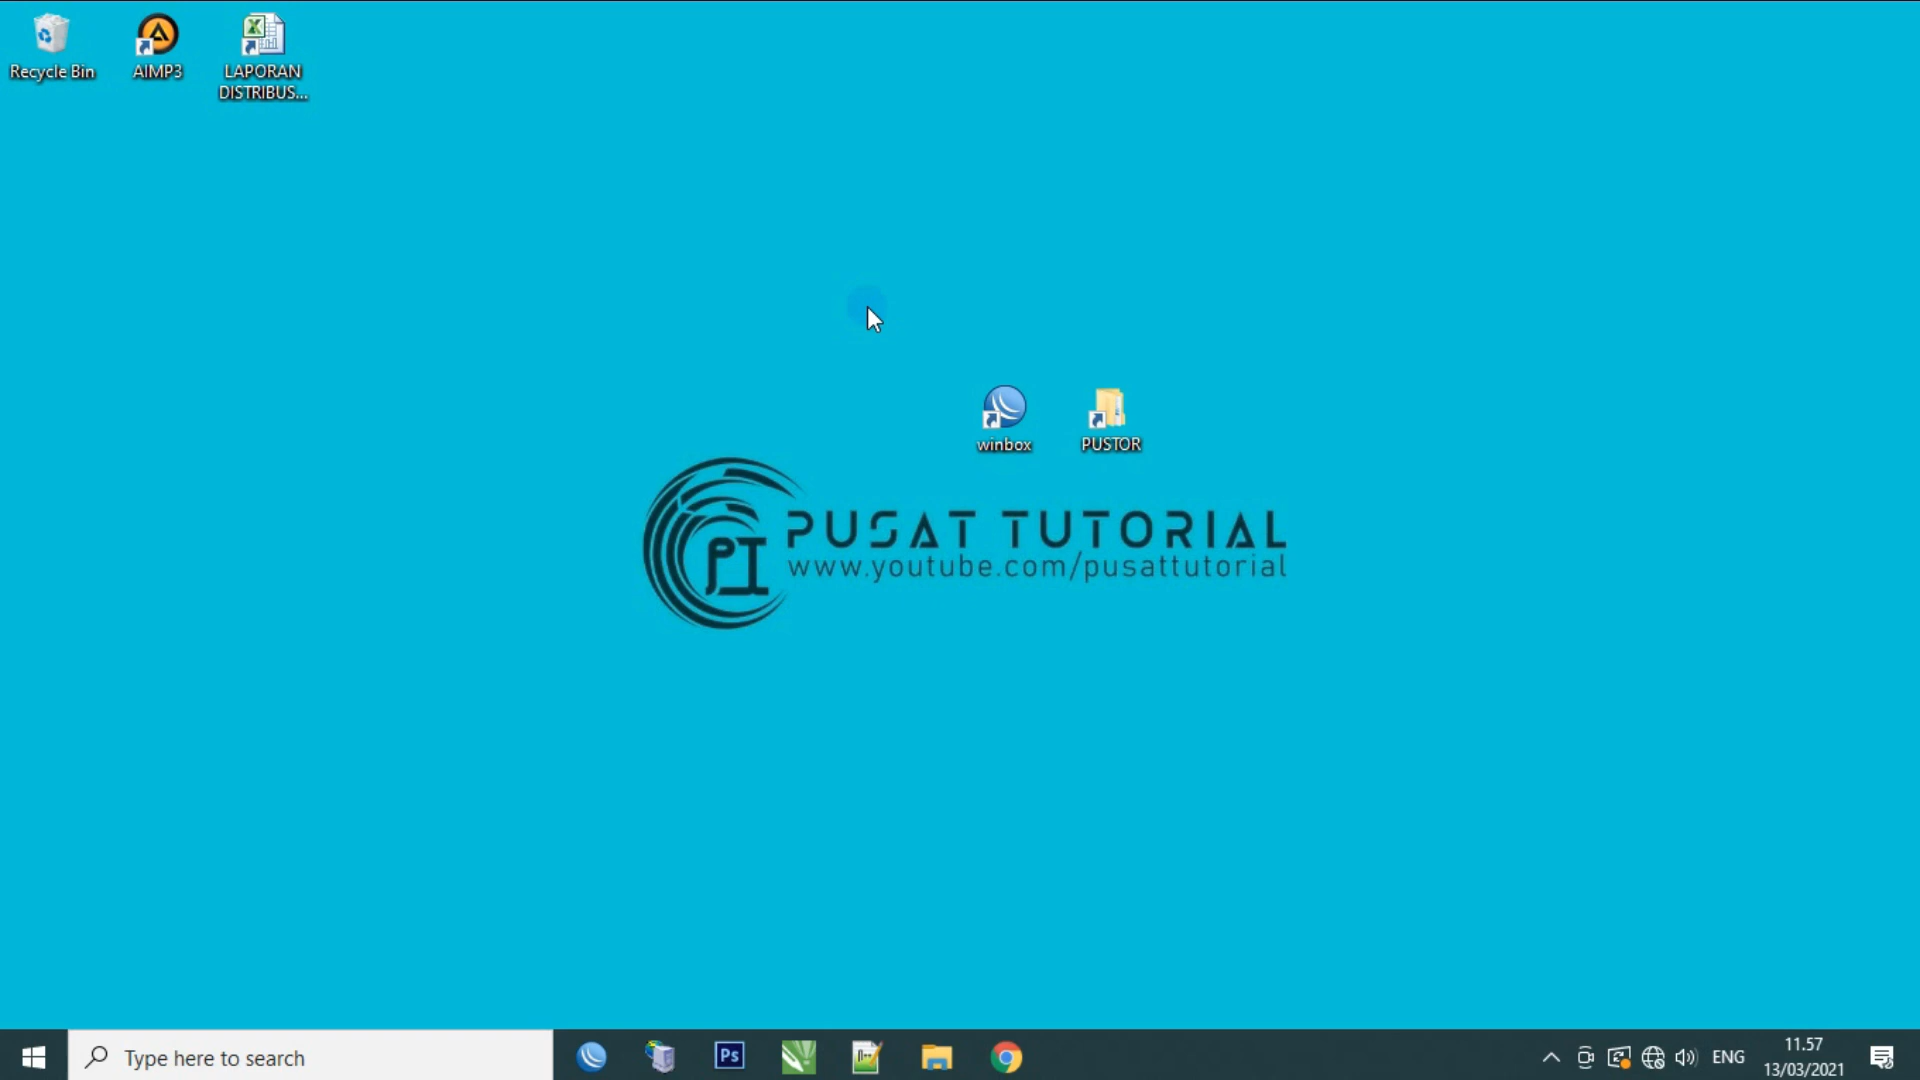 Recycle Bin
AIMP3
LAPORAN
DISTRIBUS...
winbox
PUSTOR
PT
PUSAT TUTORIAL
www.youtube.com/pusattutorial
Type here to search
Ps
ENG
11.57
13/03/2021